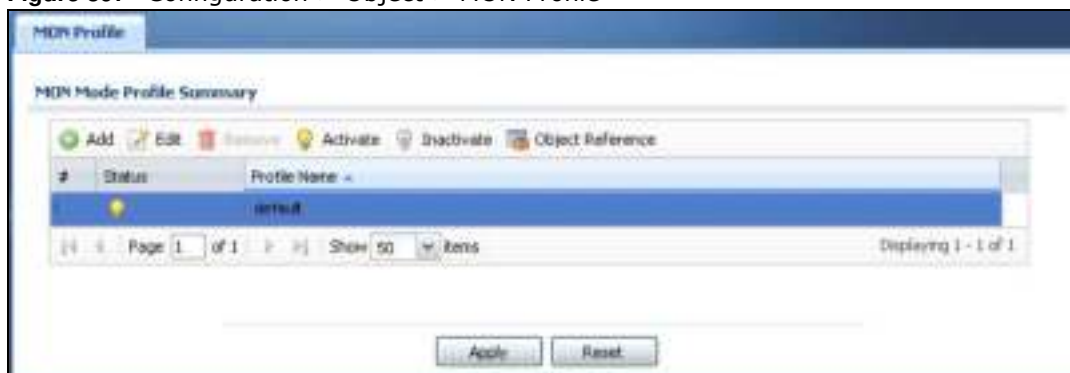 MON Profile
MON Mode Profile Summary
Add Edit Remove Activate Inactivate Object Reference
# Status Profile Name
default
Page 1 of 1 Show 50 items Displaying 1 - 1 of 1
Apply Reset